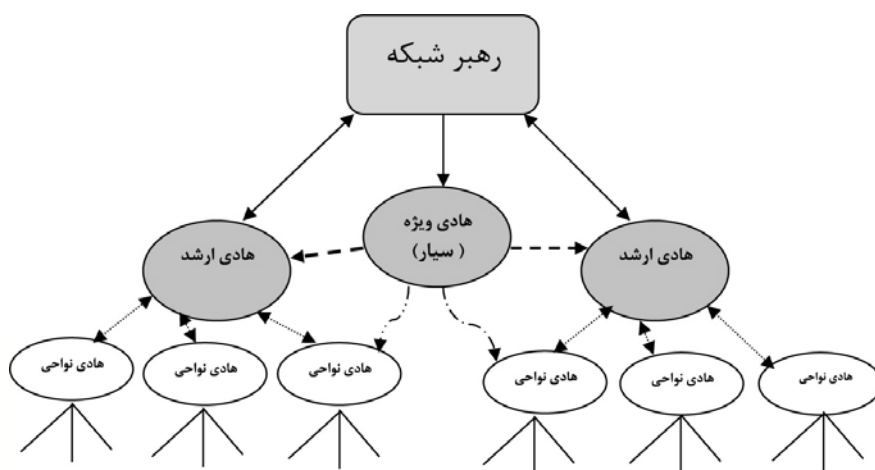 رهبر شبکه
هادی ویژه
( سیار)
هادی ارشد
هادی ارشد
هادی نواحی
هادی نواحی
هادی نواحی
هادی نواحی
هادی نواحی
هادی نواحی